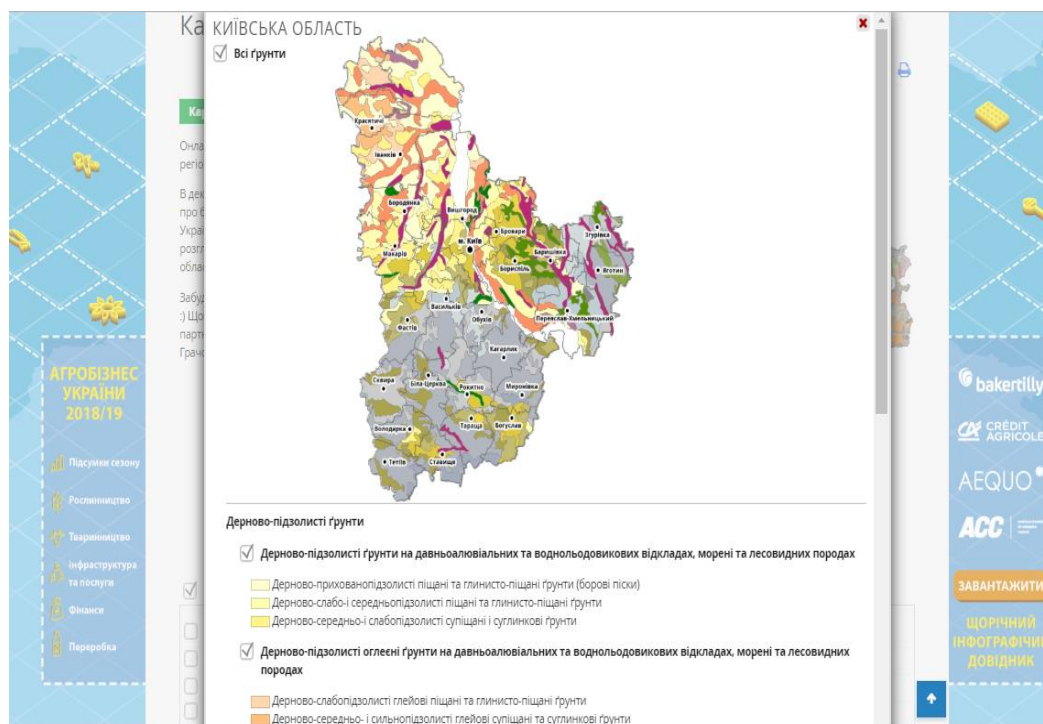 Ка
КИЇВСЬКА ОБЛАСТЬ
Всі ґрунти
Кар
Онла
регіо
В дек
про б
Укра
розгл
обла
Забу
:) Що
партн
Грачо
Красятичі
Іванків
Бородянка
Вишгород
Макарів
м. Київ
Бровари
Бориспіль
Баришівка
Згурівка
Яготин
Переяслав-Хмельницький
Васильків
Обухів
Фастів
Кагарлик
Сквира
Біла-Церква
Рокитно
Миронівка
Володарка
Тараща
Богуслав
Тетіїв
Ставище
Дерново-підзолисті ґрунти
Дерново-підзолисті ґрунти на давньоалювіальних та воднольодовикових відкладах, морені та лесовидних породах
Дерново-прихованопідзолисті піщані та глинисто-піщані ґрунти (борові піски)
Дерново-слабо-і середньопідзолисті піщані та глинисто-піщані ґрунти
Дерново-середньо-і слабопідзолисті супіщані і суглинкові ґрунти
Дерново-підзолисті оглеєні ґрунти на давньоалювіальних та воднольодовикових відкладах, морені та лесовидних
породах
Дерново-слабопідзолисті глейові піщані та глинисто-піщані ґрунти
Дерново-середньо- і сильнопідзолисті глейові супіщані та суглинкові ґрунти
АГРОБІЗНЕС
УКРАЇНИ
2018/19
Підсумки сезону
Рослинництво
Тваринництво
Інфраструктура
та послуги
Фінанси
Переробка
bakertilly
CRÉDIT
AGRICOLE
AEQUO
ACC
ЗАВАНТАЖИТИ
ЩОРІЧНИЙ
ІНФОГРАФІЧНИ
ДОВІДНИК